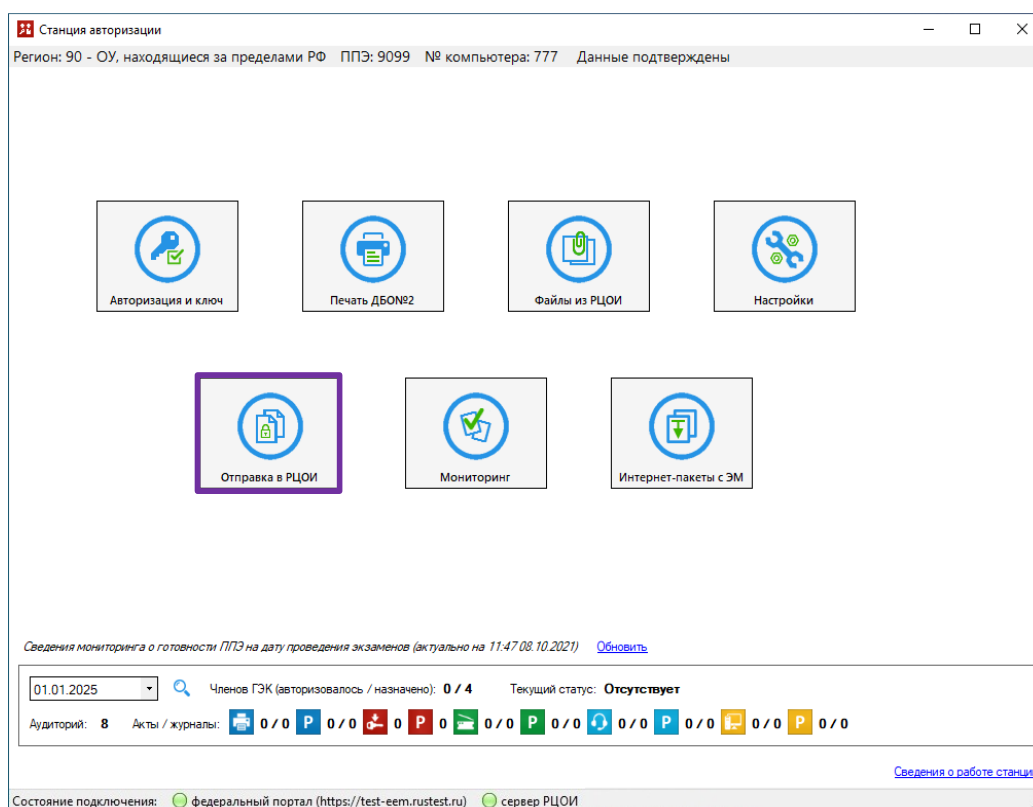 Станция авторизации
Регион: 90 - ОУ, находящиеся за пределами РФ ППЭ: 9099 № компьютера: 777 Данные подтверждены
Авторизация и ключ Печать ДБО№2 Файлы из РЦОИ Настройки
Отправка в РЦОИ Мониторинг Интернет-пакеты с ЭМ
Сведения мониторинга о готовности ППЭ на дату проведения экзаменов (актуально на 11:47 08.10.2021) Обновить
01.01.2025 Членов ГЭК (авторизовалось / назначено): 0 / 4 Текущий статус: Отсутствует
Аудиторий: 8 Акты / журналы: 0 / 0 P 0 / 0 0 P 0 0 / 0 P 0 / 0 0 / 0 P 0 / 0 0 / 0 P 0 / 0
Сведения о работе станции
Состояние подключения: федеральный портал (https://test-eem.rustest.ru) сервер РЦОИ